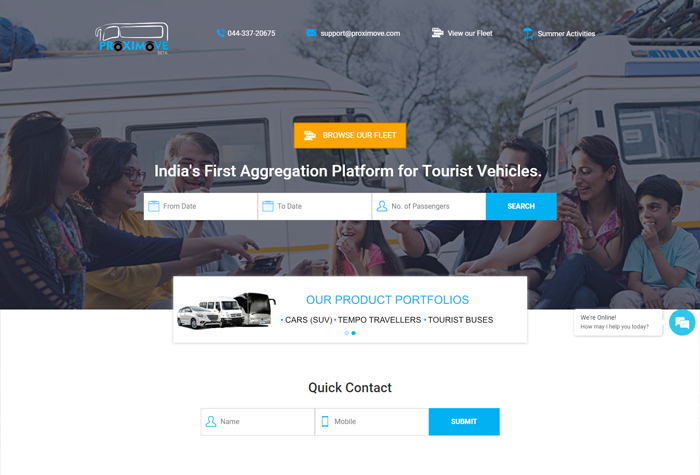 PROXIMOVE
BETA
044-337-20675
support@proximove.com
View our Fleet
Summer Activities
BROWSE OUR FLEET
India's First Aggregation Platform for Tourist Vehicles.
From Date
To Date
No. of Passengers
SEARCH
OUR PRODUCT PORTFOLIOS
• CARS (SUV) • TEMPO TRAVELLERS • TOURIST BUSES
We're Online!
How may I help you today?
Quick Contact
Name
Mobile
SUBMIT